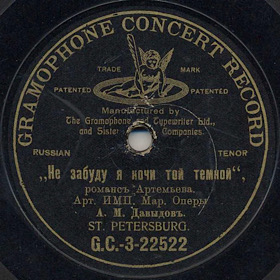 GRAMOPHONE CONCERT RECORD
TRADE MARK
PATENTED PATENTED
Manufactured by
The Gramophone and Typewriter Ltd.,
and Sister Companies.
RUSSIAN TENOR
„Не забуду я ночи той темной“,
романсъ Артемьева.
Арт. ИМП. Мар. Оперы
А. М. Давыдовъ.
ST. PETERSBURG.
G.C.-3-22522